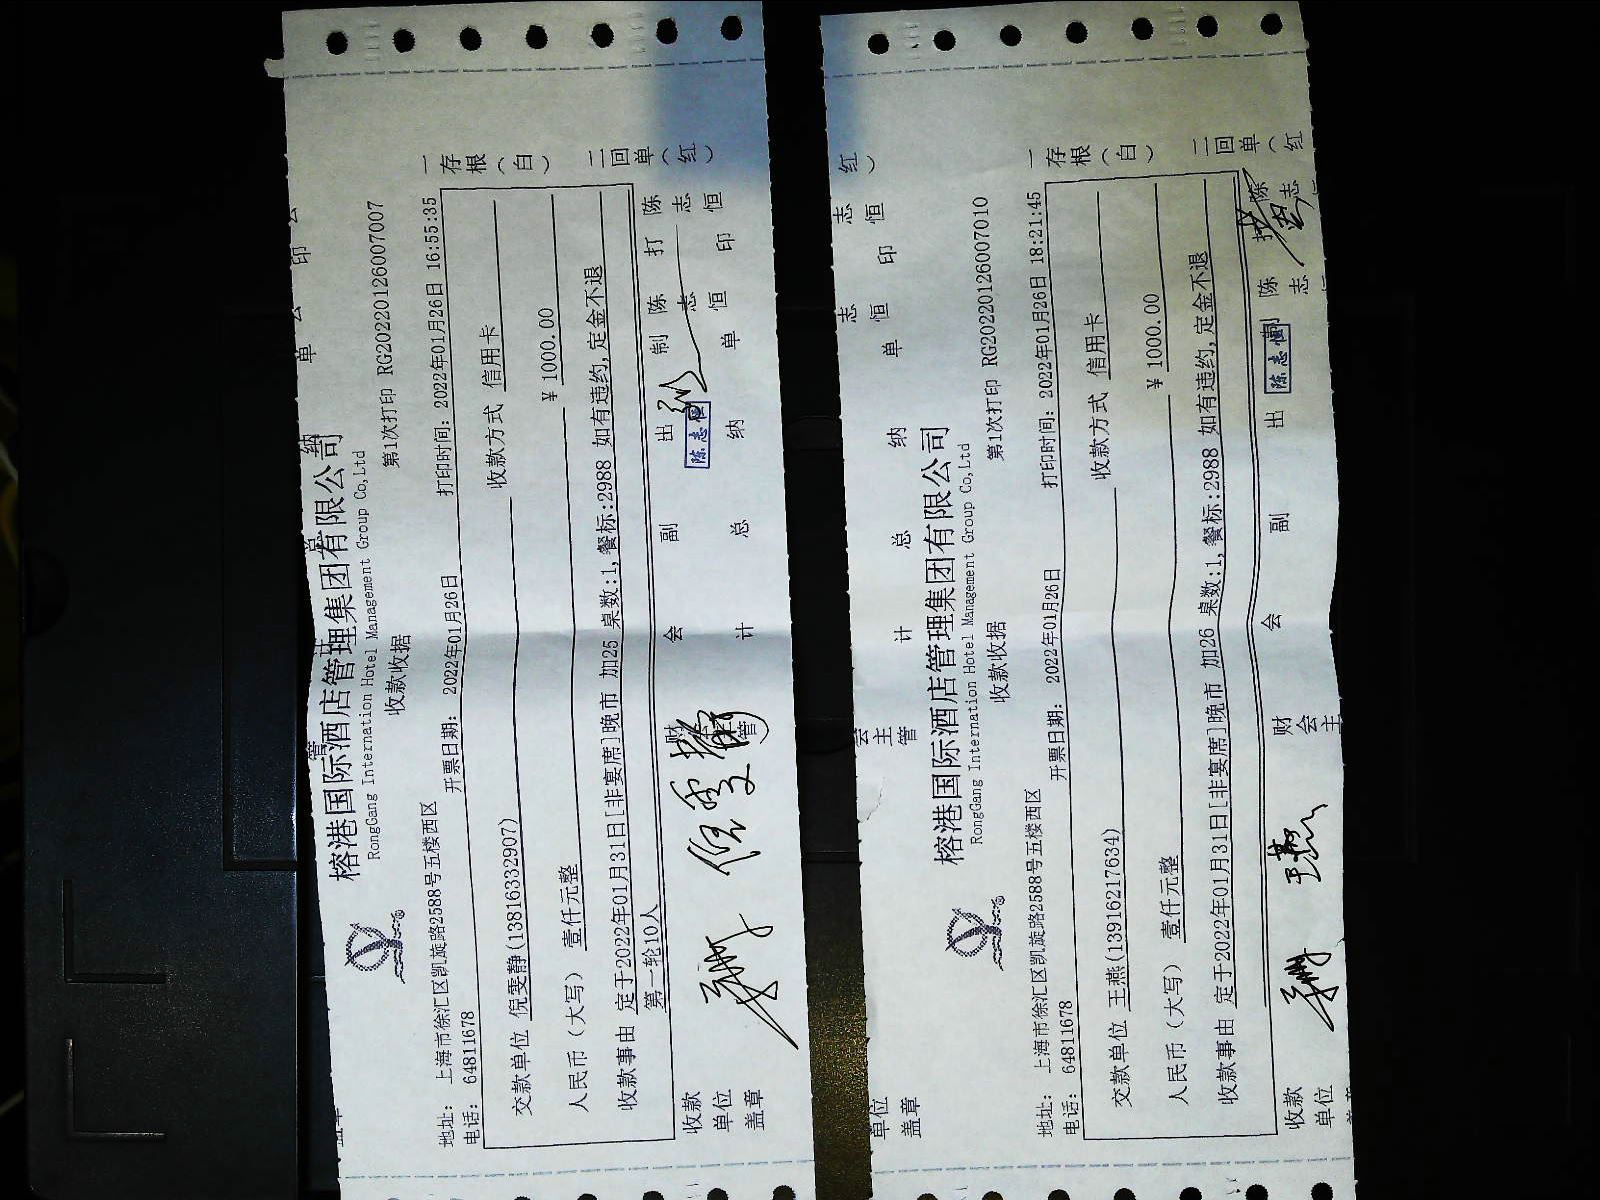 榕港国际酒店管理集团有限公司
RongGang Internation Hotel Management Group Co,Ltd
收款收据
第1次打印 RG20220126007007
地址: 上海市徐汇区凯旋路2588号五楼西区
电话: 64811678
开票日期: 2022年01月26日
打印时间: 2022年01月26日 16:55:35
交款单位 倪雯静(13816332907)
收款方式 信用卡
人民币(大写) 壹仟元整
¥ 1000.00
收款事由 定于2022年01月31日[非宴席]晚市 加25 桌数:1,餐标:2988 如有违约,定金不退
第一轮10人
一存根(白)
二回单(红)
收款单位盖章
财会主管
会计
副总
出纳
陈志恒
制单
陈志恒
打印
陈志恒
榕港国际酒店管理集团有限公司
RongGang Internation Hotel Management Group Co,Ltd
收款收据
第1次打印 RG20220126007010
地址: 上海市徐汇区凯旋路2588号五楼西区
电话: 64811678
开票日期: 2022年01月26日
打印时间: 2022年01月26日 18:21:45
交款单位 王燕(13916217634)
收款方式 信用卡
人民币(大写) 壹仟元整
¥ 1000.00
收款事由 定于2022年01月31日[非宴席]晚市 加26 桌数:1,餐标:2988 如有违约,定金不退
一存根(白)
二回单(红
收款单位
财会主
会
副
出
陈志恒
制
陈志
打
陈志
王燕